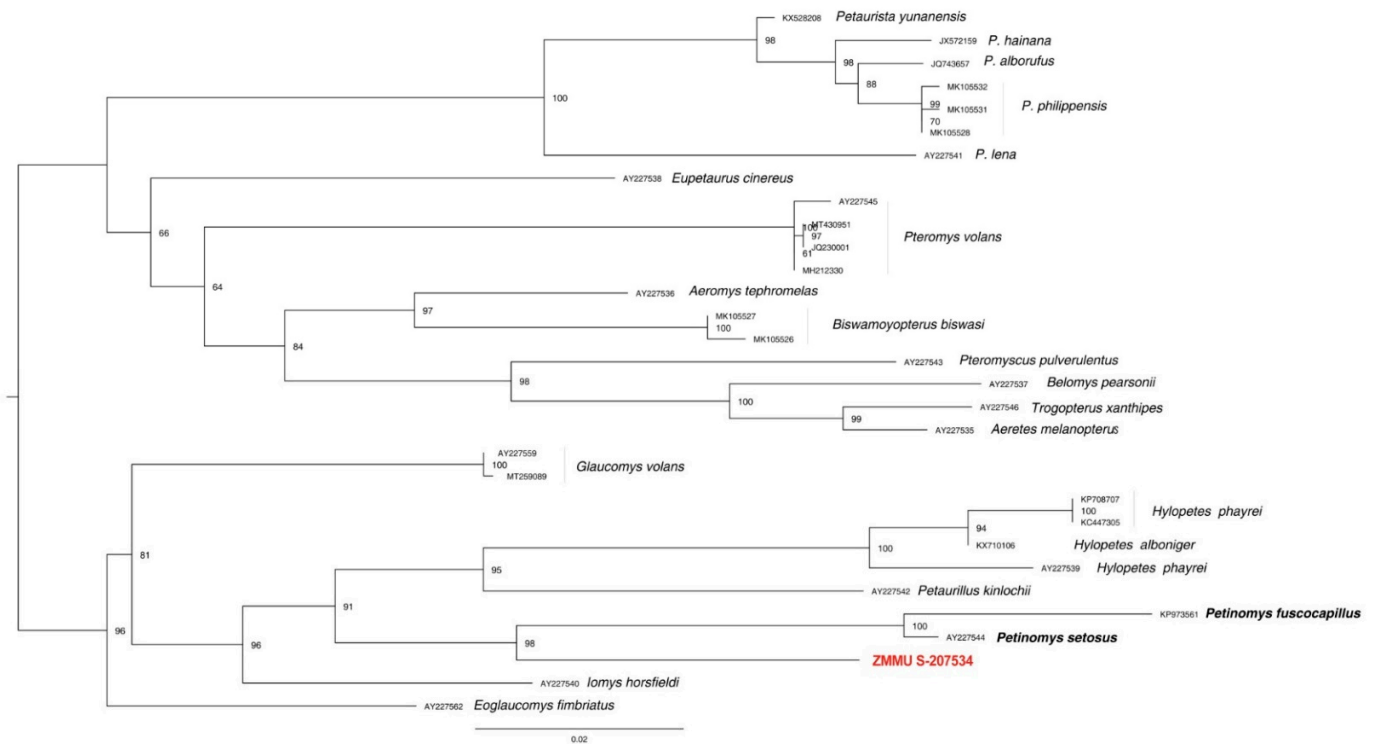 KX528208 Petaurista yunanensis
98
JX572159 P. hainana
98
JQ743657 P. alborufus
88
MK105532
99
MK105531 P. philippensis
100
70
MK105528
AY227541 P. lena
AY227538 Eupetaurus cinereus
AY227545
66
MT430951
100
97 Pteromys volans
JQ230001
61
MH212330
64
AY227536 Aeromys tephromelas
97
MK105527
100 Biswamoyopterus biswasi
MK105526
84
AY227543 Pteromyscus pulverulentus
98
AY227537 Belomys pearsonii
100
AY227546 Trogopterus xanthipes
99
AY227535 Aeretes melanopterus
AY227559
100 Glaucomys volans
MT259089
KP708707
100 Hylopetes phayrei
KC447305
94
KX710106 Hylopetes alboniger
81
100
AY227539 Hylopetes phayrei
95
AY227542 Petaurillus kinlochii
91
KP973561 Petinomys fuscocapillus
100
96
AY227544 Petinomys setosus
98
96
ZMMU S-207534
AY227540 Iomys horsfieldi
AY227562 Eoglaucomys fimbriatus
0.02